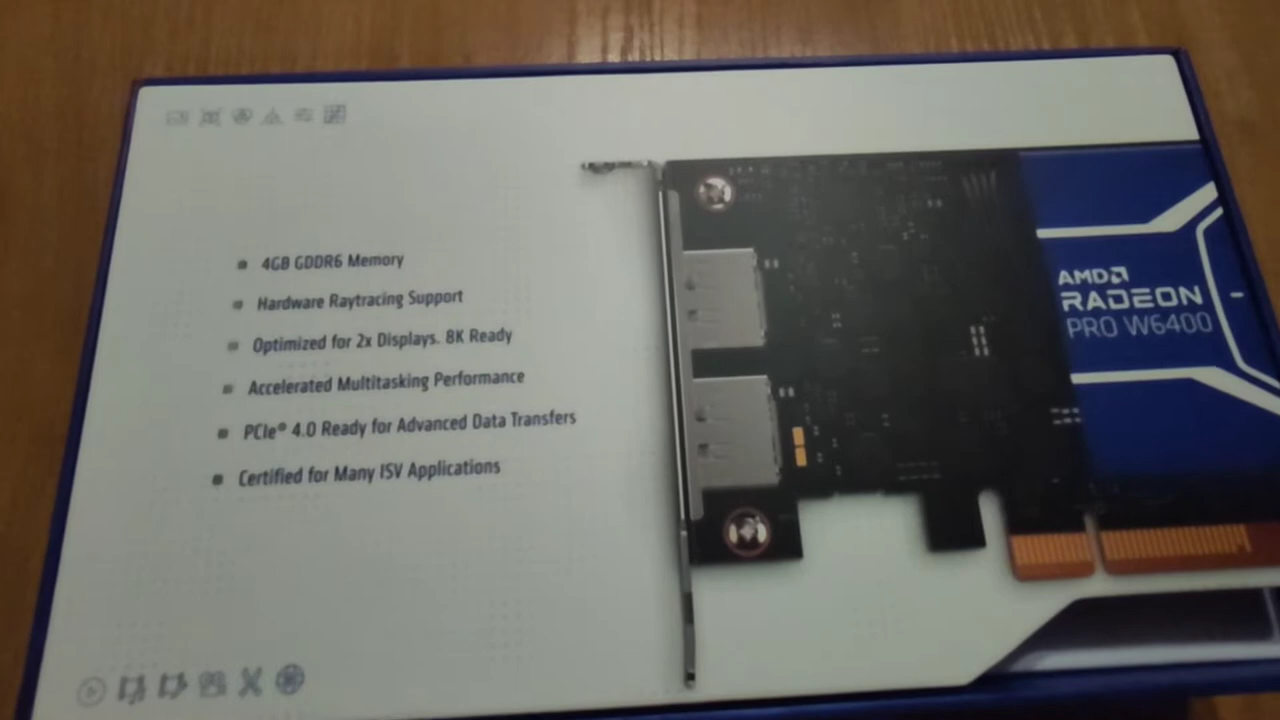 4GB GDDR6 Memory
Hardware Raytracing Support
Optimized for 2x Displays. 8K Ready
Accelerated Multitasking Performance
PCIe® 4.0 Ready for Advanced Data Transfers
Certified for Many ISV Applications
AMD
RADEON
PRO W6400